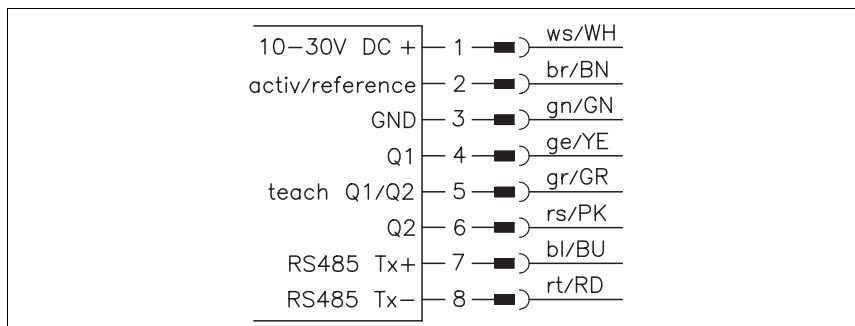 10-30V DC + 1 ws/WH
activ/reference 2 br/BN
GND 3 gn/GN
Q1 4 ge/YE
teach Q1/Q2 5 gr/GR
Q2 6 rs/PK
RS485 Tx+ 7 bl/BU
RS485 Tx- 8 rt/RD